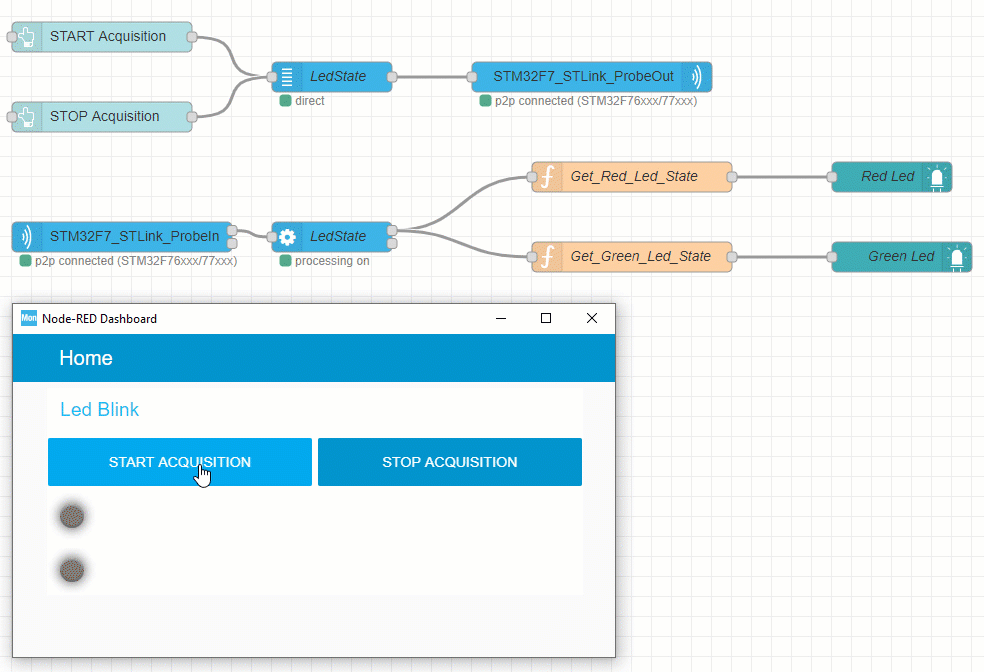 START Acquisition
LedState
STM32F7_STLink_ProbeOut
direct
p2p connected (STM32F76xxx/77xxx)
STOP Acquisition
Get_Red_Led_State
Red Led
STM32F7_STLink_ProbeIn
LedState
p2p connected (STM32F76xxx/77xxx)
processing on
Get_Green_Led_State
Green Led
Mon Node-RED Dashboard
Home
Led Blink
START ACQUISITION
STOP ACQUISITION